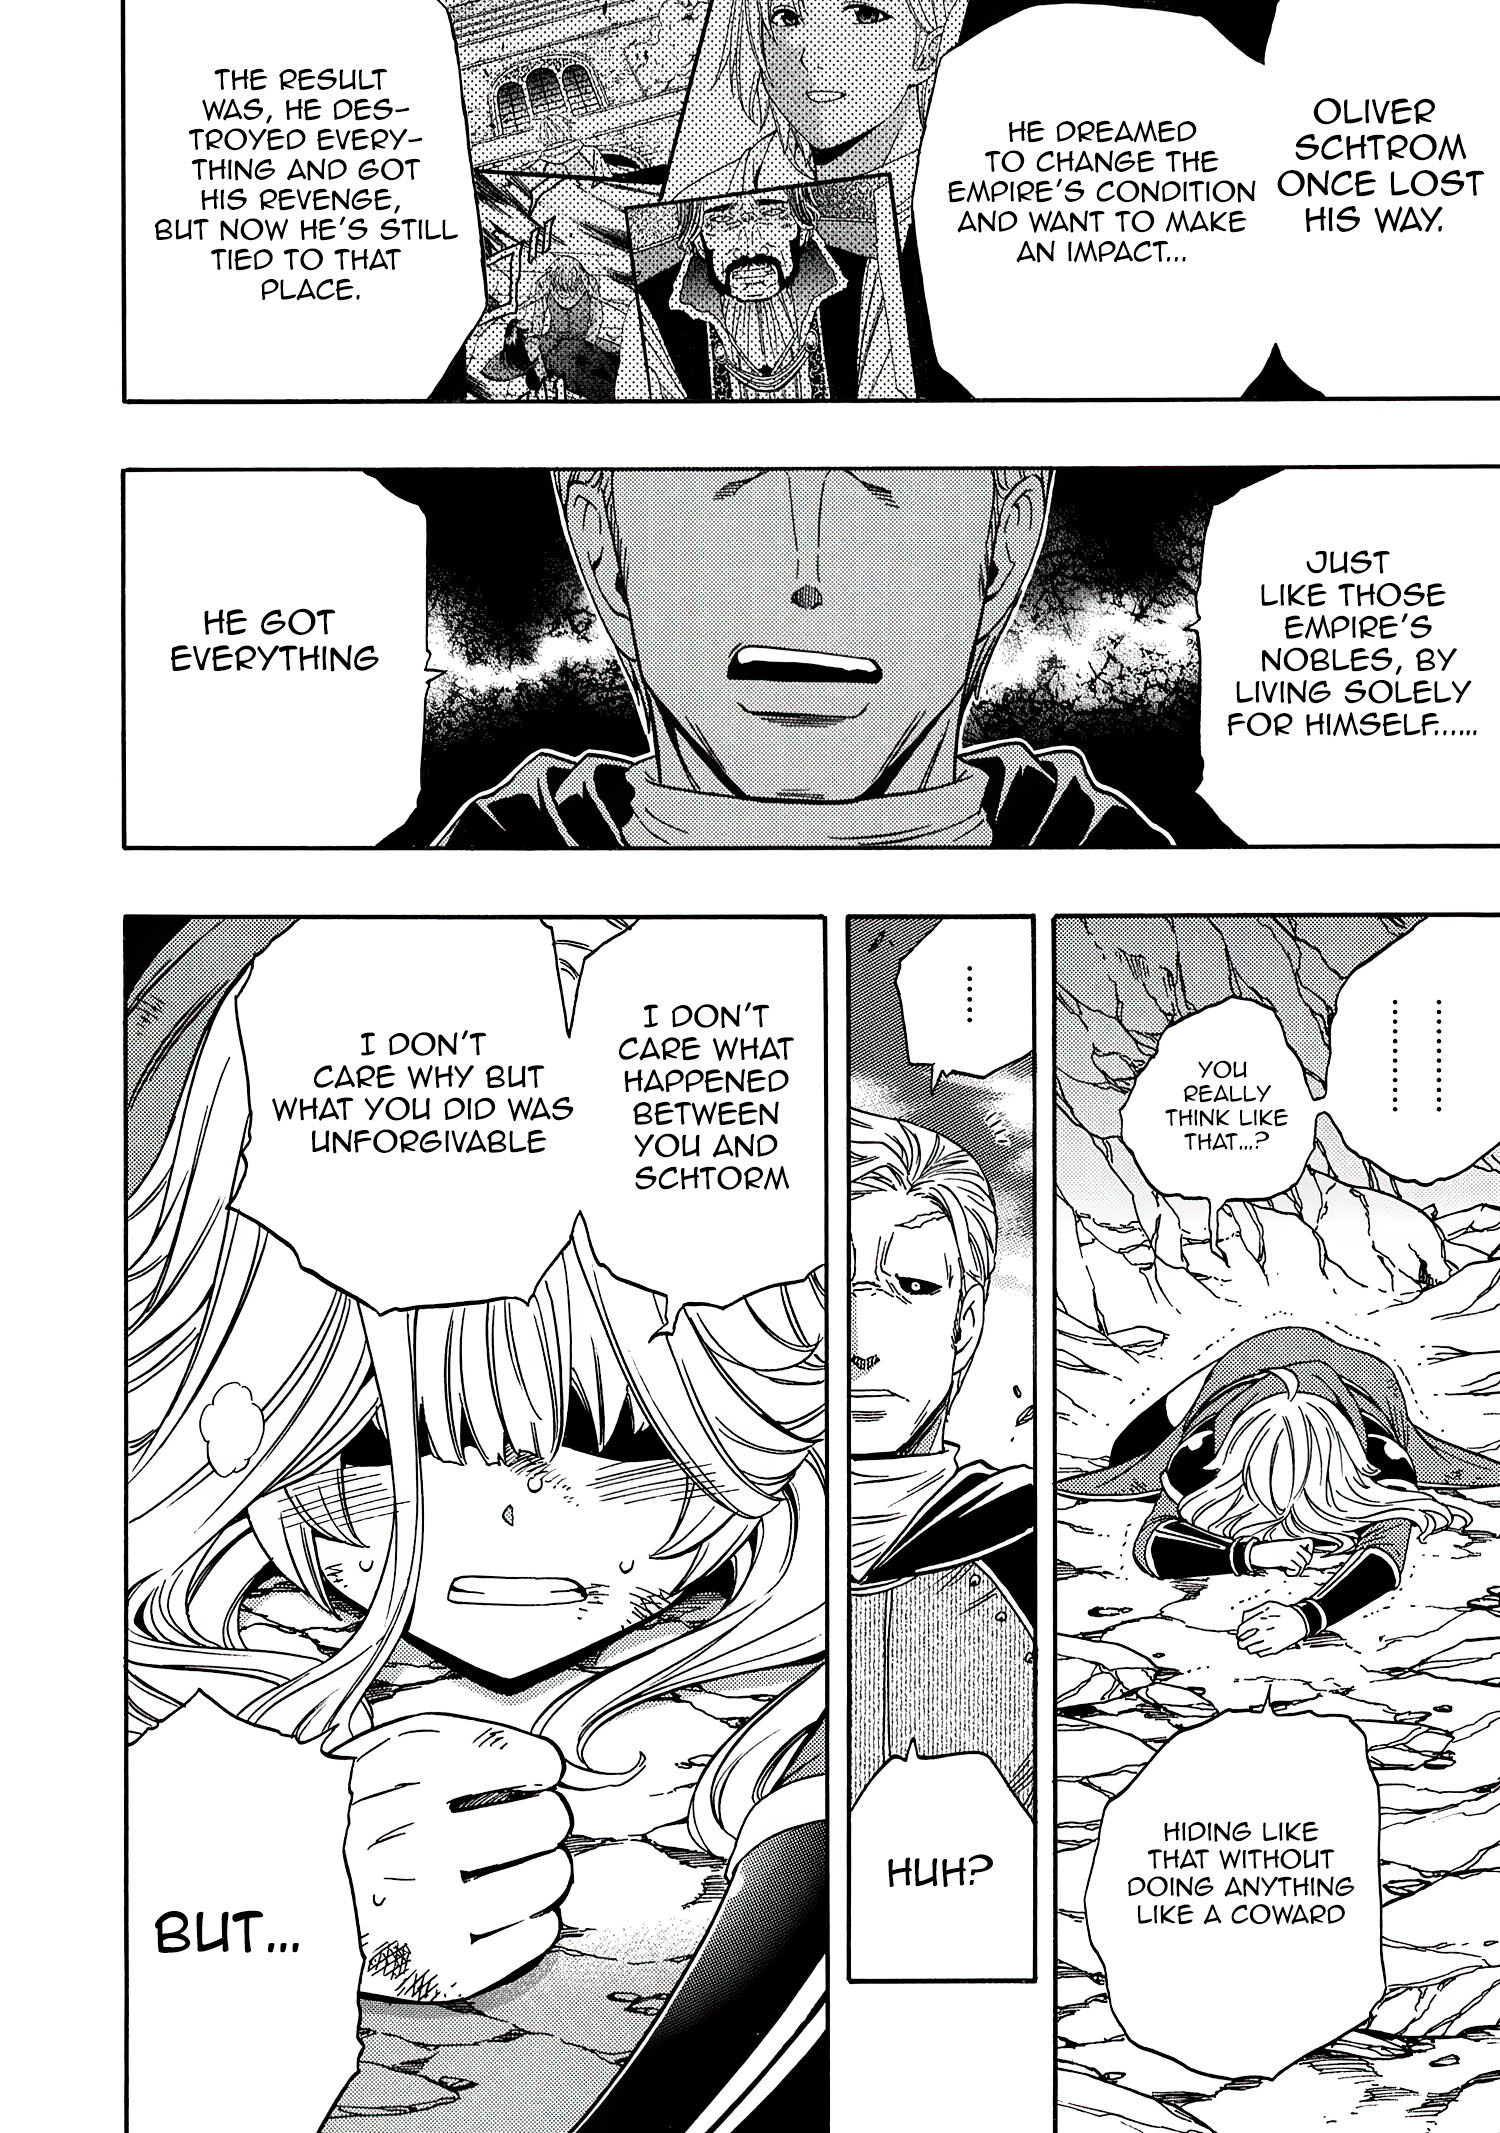 OLIVER
SCHTROM
ONCE LOST
HIS WAY.
HE DREAMED
TO CHANGE THE
EMPIRE'S CONDITION
AND WANT TO MAKE
AN IMPACT...
THE RESULT
WAS, HE DES-
TROYED EVERY-
THING AND GOT
HIS REVENGE,
BUT NOW HE'S STILL
TIED TO THAT
PLACE.
JUST
LIKE THOSE
EMPIRE'S
NOBLES, BY
LIVING SOLELY
FOR HIMSELF......
HE GOT
EVERYTHING
..................
YOU
REALLY
THINK LIKE
THAT...?
HIDING LIKE
THAT WITHOUT
DOING ANYTHING
LIKE A COWARD
......
HUH?
I DON'T
CARE WHAT
HAPPENED
BETWEEN
YOU AND
SCHTORM
I DON'T
CARE WHY BUT
WHAT YOU DID WAS
UNFORGIVABLE
BUT...